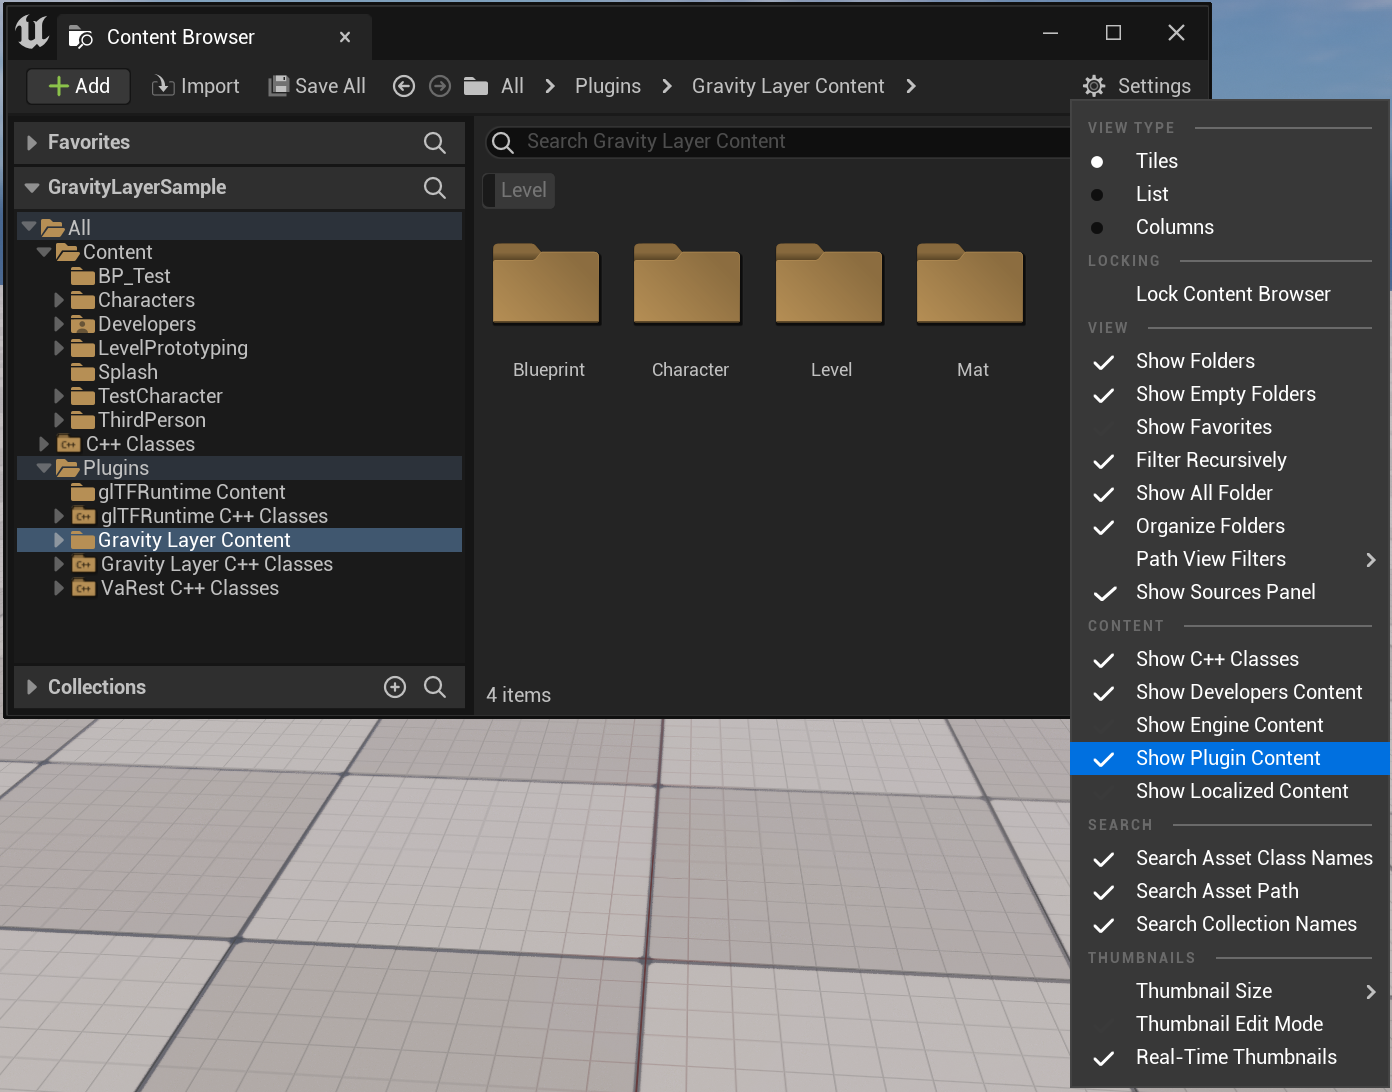 Content Browser
Add
Import
Save All
All
Plugins
Gravity Layer Content
Settings
Favorites
GravityLayerSample
All
Content
BP_Test
Characters
Developers
LevelPrototyping
Splash
TestCharacter
ThirdPerson
C++ Classes
Plugins
glTFRuntime Content
glTFRuntime C++ Classes
Gravity Layer Content
Gravity Layer C++ Classes
VaRest C++ Classes
Collections
Search Gravity Layer Content
Level
Blueprint
Character
Level
Mat
4 items
VIEW TYPE
Tiles
List
Columns
LOCKING
Lock Content Browser
VIEW
Show Folders
Show Empty Folders
Show Favorites
Filter Recursively
Show All Folder
Organize Folders
Path View Filters
Show Sources Panel
CONTENT
Show C++ Classes
Show Developers Content
Show Engine Content
Show Plugin Content
Show Localized Content
SEARCH
Search Asset Class Names
Search Asset Path
Search Collection Names
THUMBNAILS
Thumbnail Size
Thumbnail Edit Mode
Real-Time Thumbnails